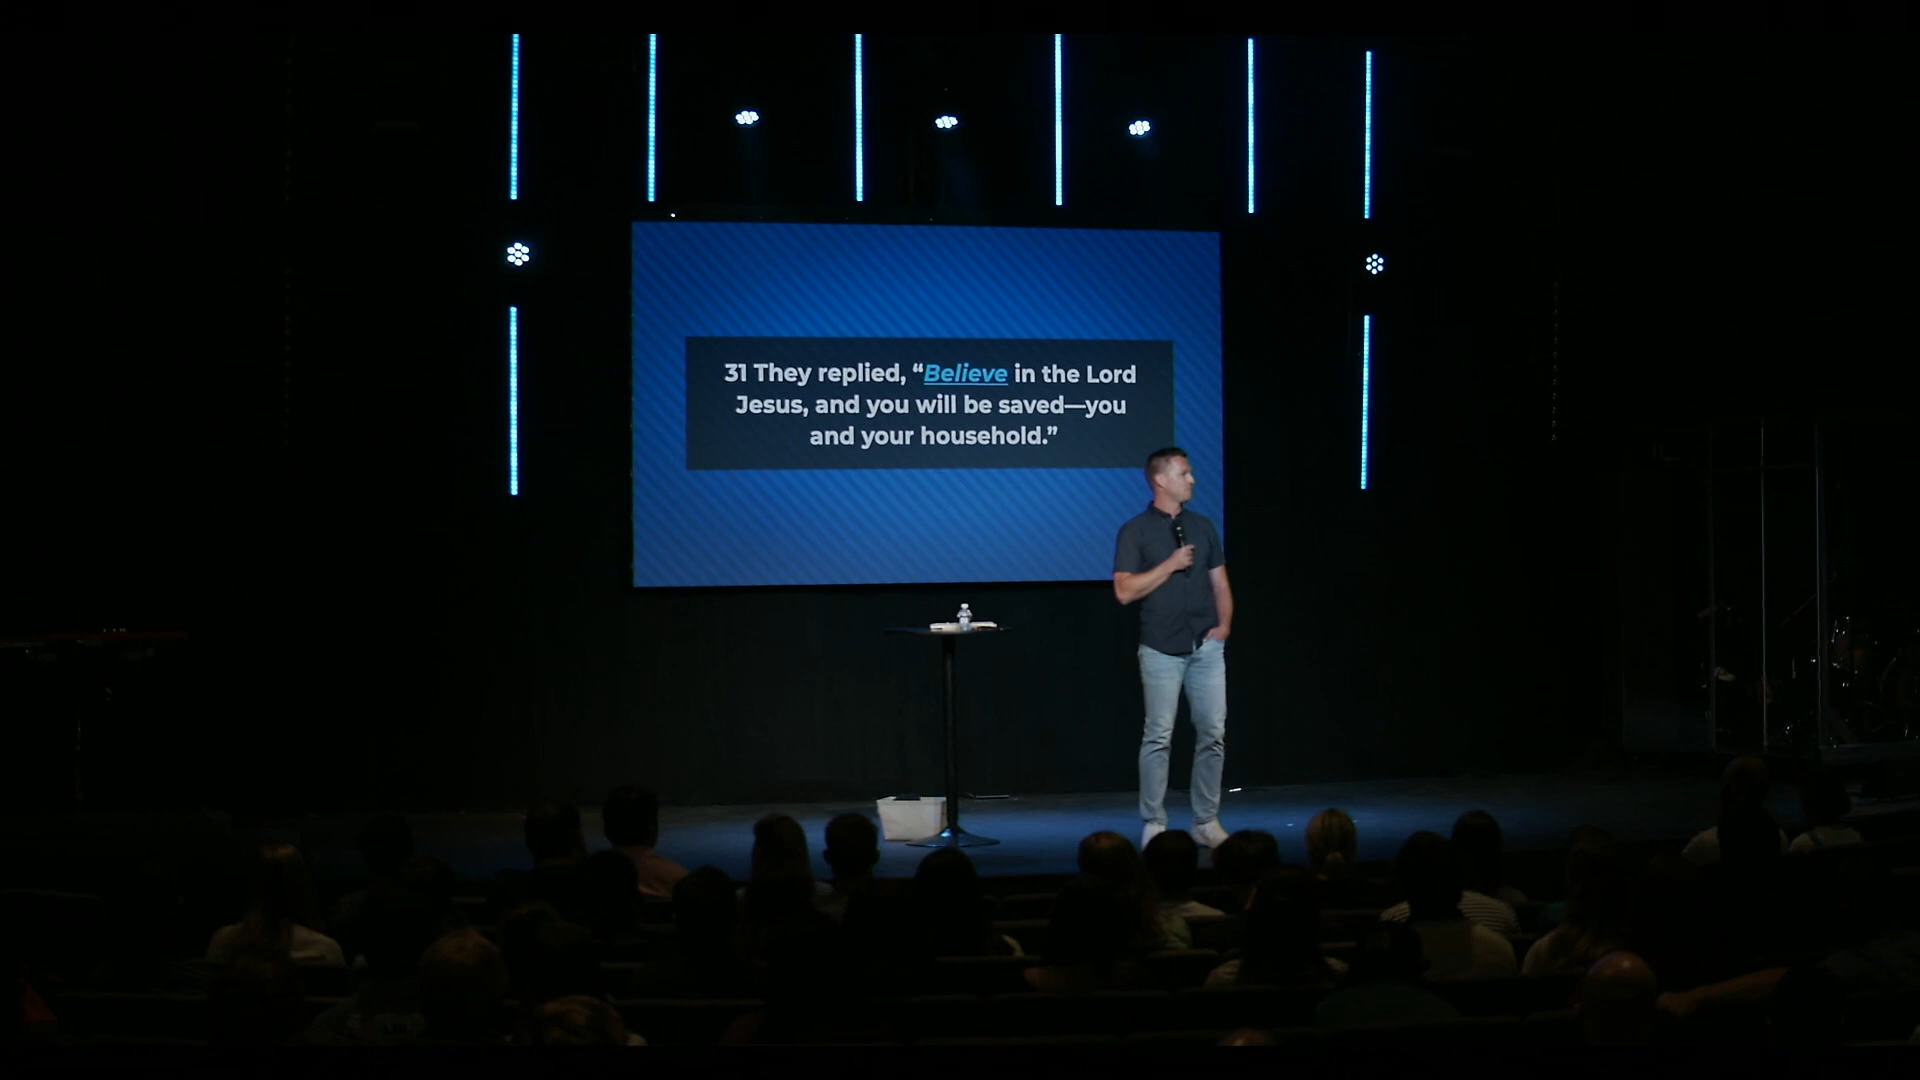 31 They replied, “Believe in the Lord
Jesus, and you will be saved—you
and your household.”